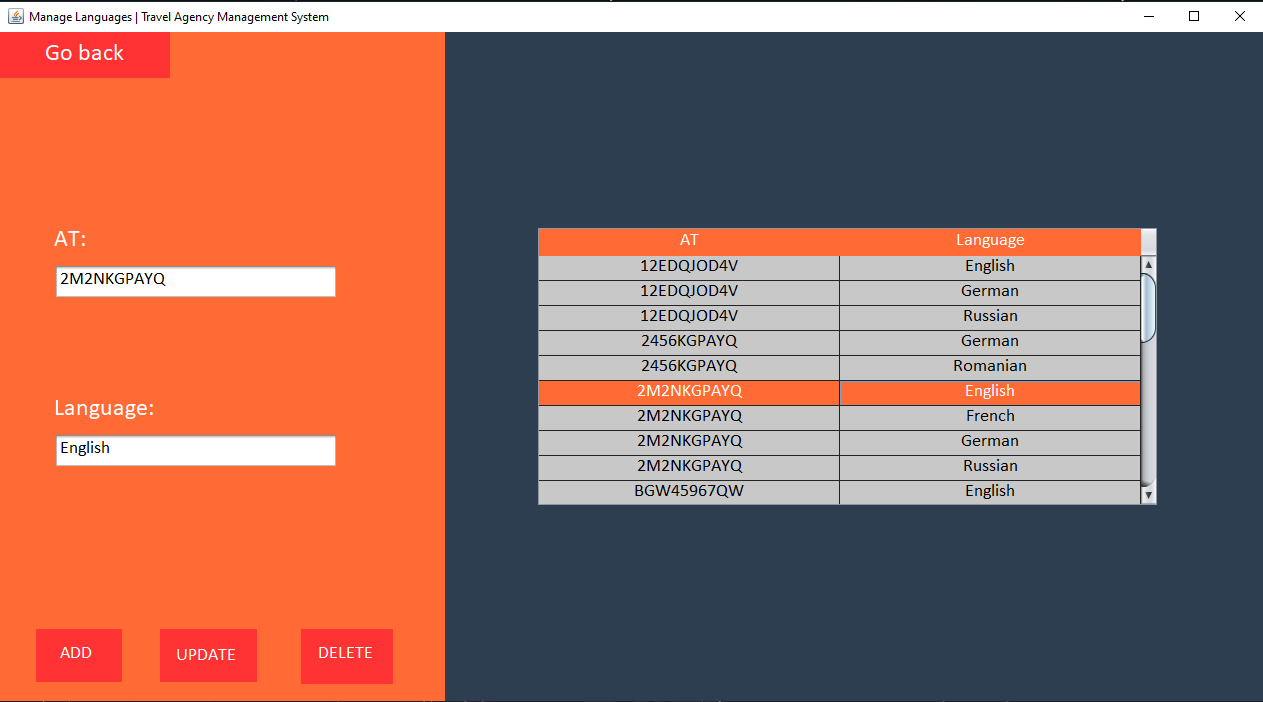 Manage Languages | Travel Agency Management System
Go back
AT:
2M2NKGPAYQ
Language:
English
ADD
UPDATE
DELETE
AT Language
12EDQJOD4V English
12EDQJOD4V German
12EDQJOD4V Russian
2456KGPAYQ German
2456KGPAYQ Romanian
2M2NKGPAYQ English
2M2NKGPAYQ French
2M2NKGPAYQ German
2M2NKGPAYQ Russian
BGW45967QW English